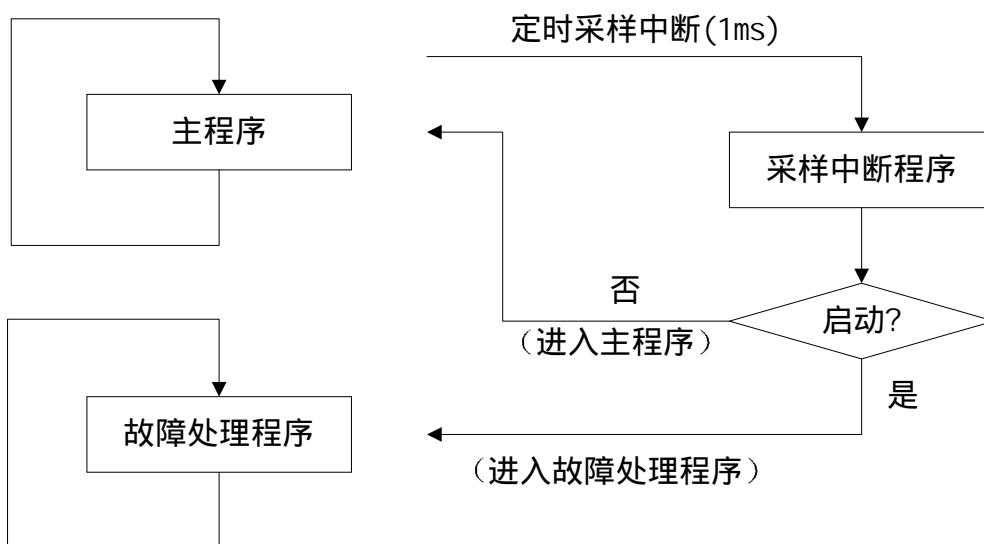 定时采样中断(1ms)
主程序
采样中断程序
否
(进入主程序)
启动?
是
故障处理程序
(进入故障处理程序)